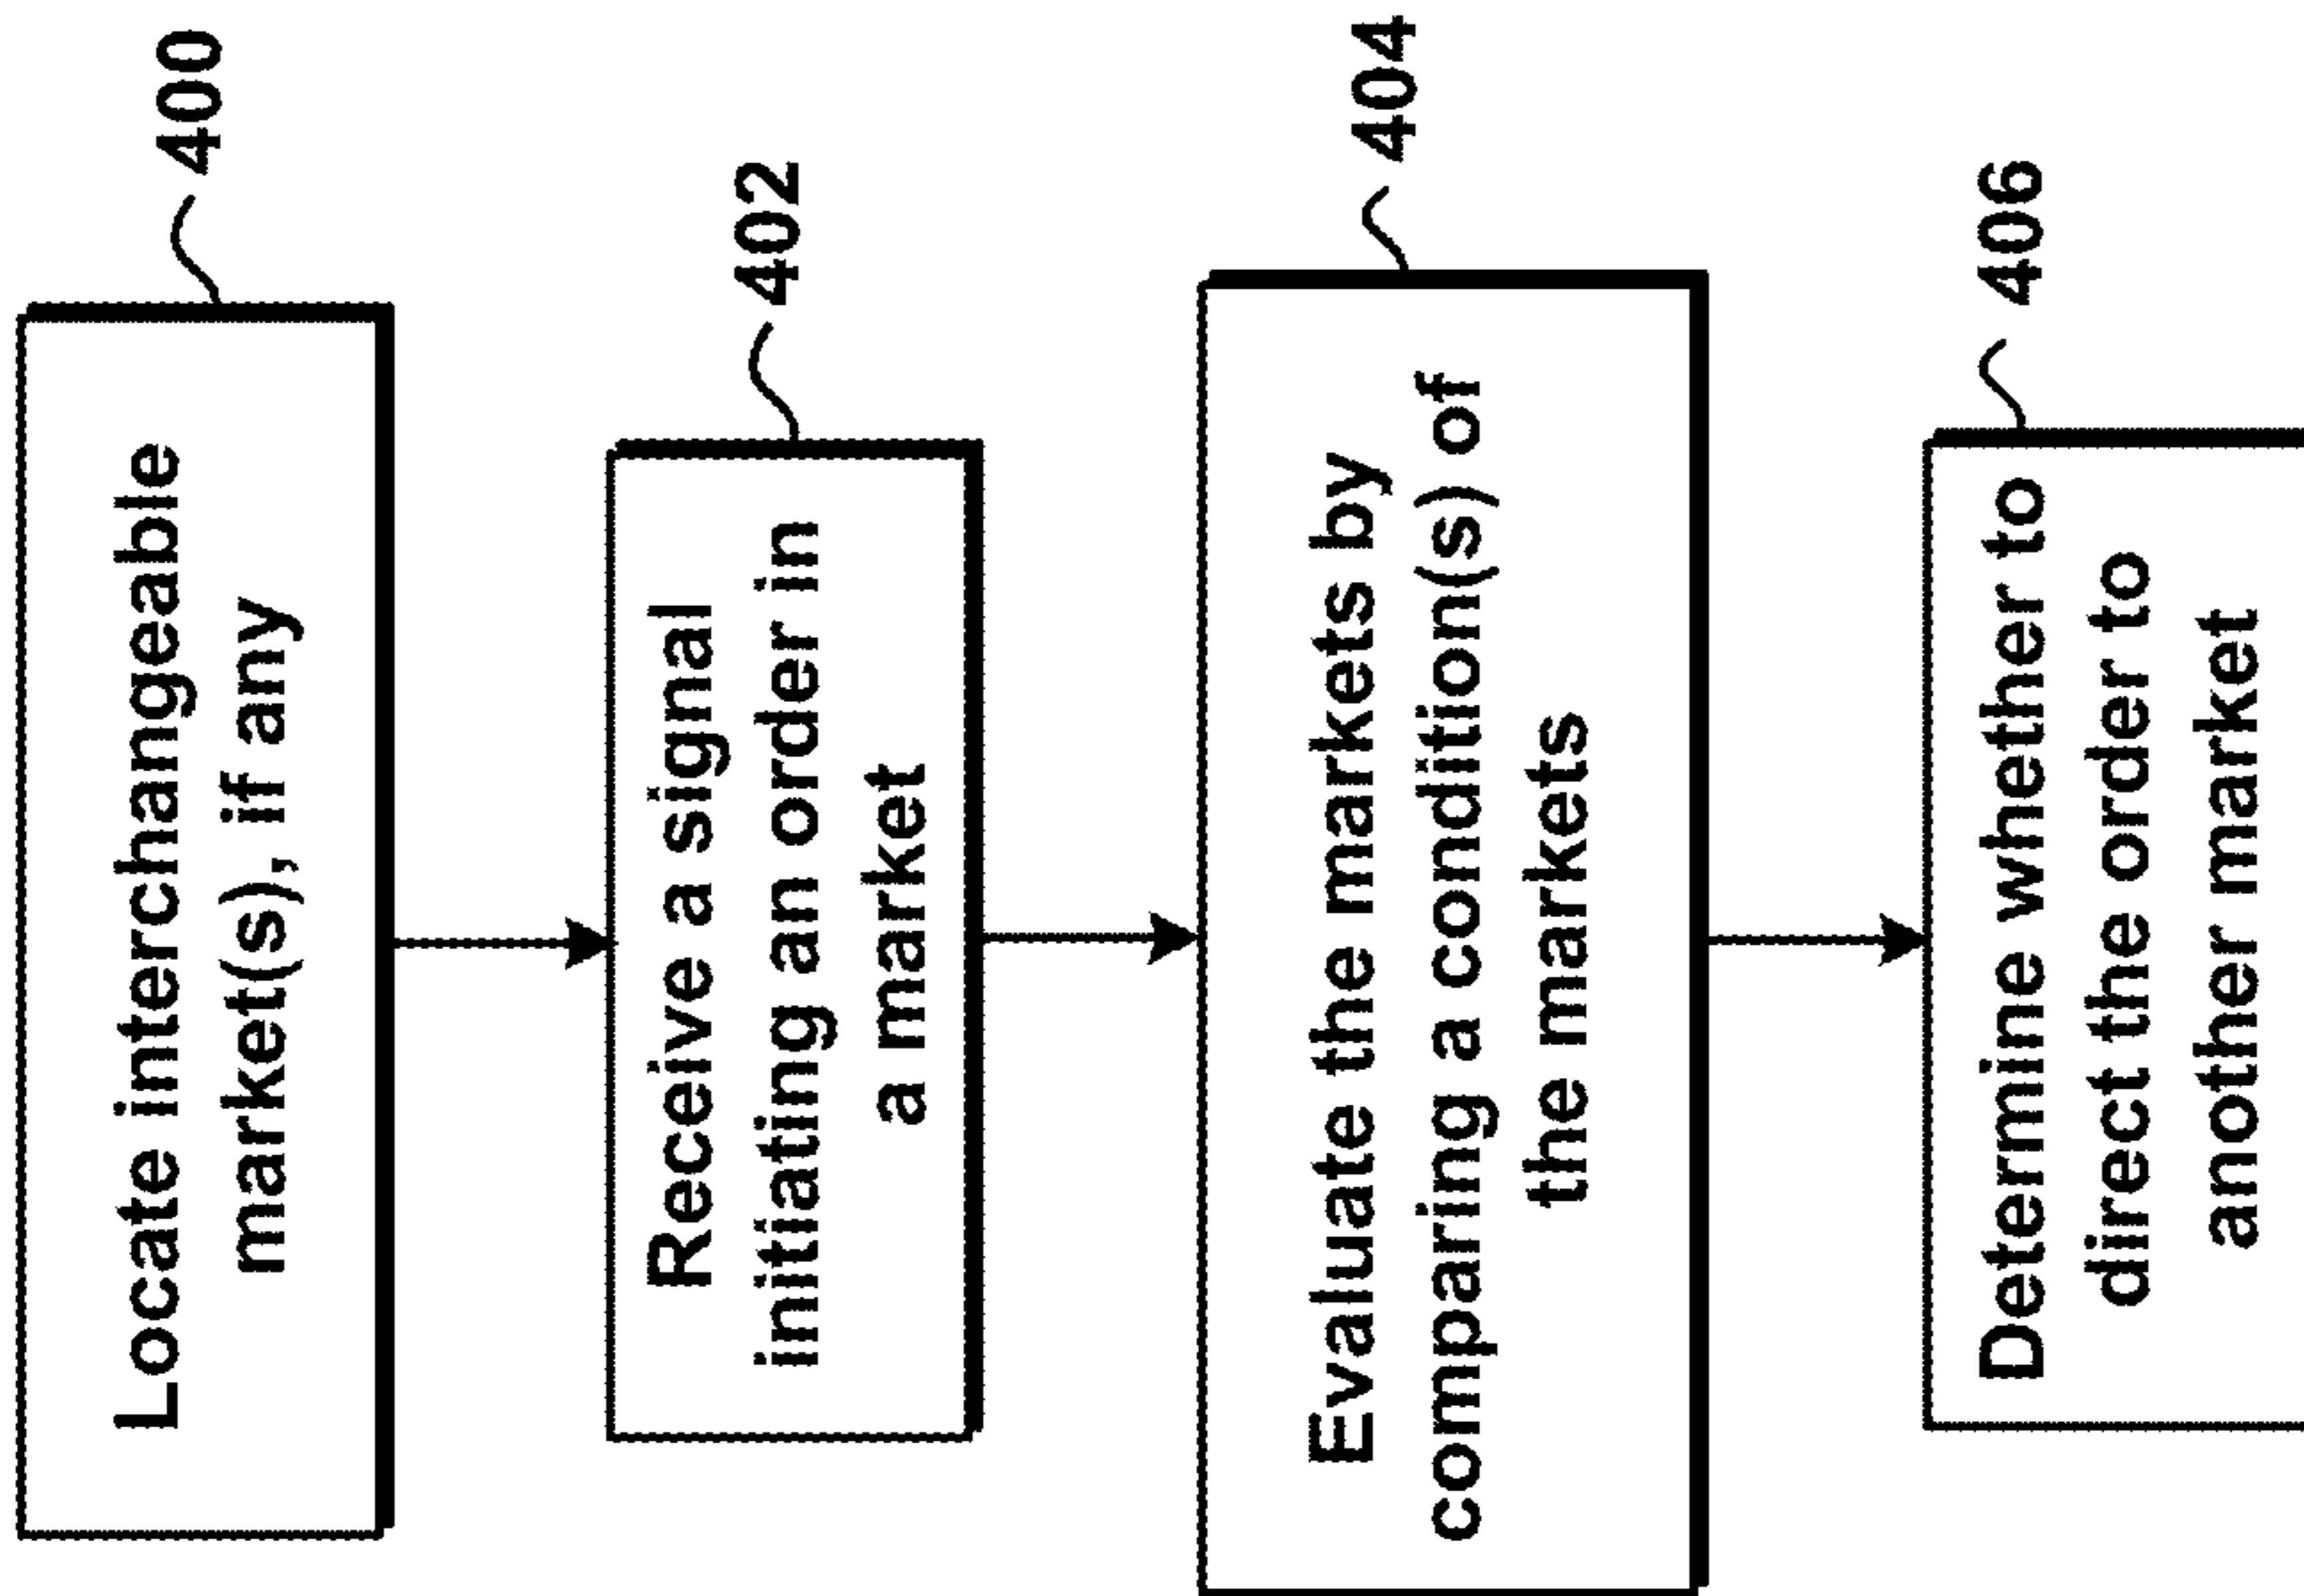 Locate interchangeable
market(s), if any
400
Receive a signal
initiating an order in
a market
402
Evaluate the markets by
comparing a condition(s) of
the markets
404
Determine whether to
direct the order to
another market
406